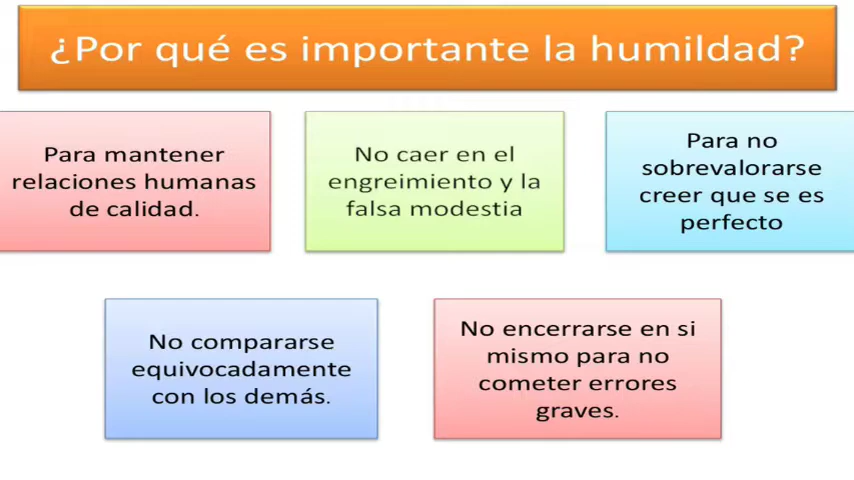 ¿Por qué es importante la humildad?
Para mantener
relaciones humanas
de calidad.
No caer en el
engreimiento y la
falsa modestia
Para no
sobrevalorarse
creer que se es
perfecto
No compararse
equivocadamente
con los demás.
No encerrarse en si
mismo para no
cometer errores
graves.